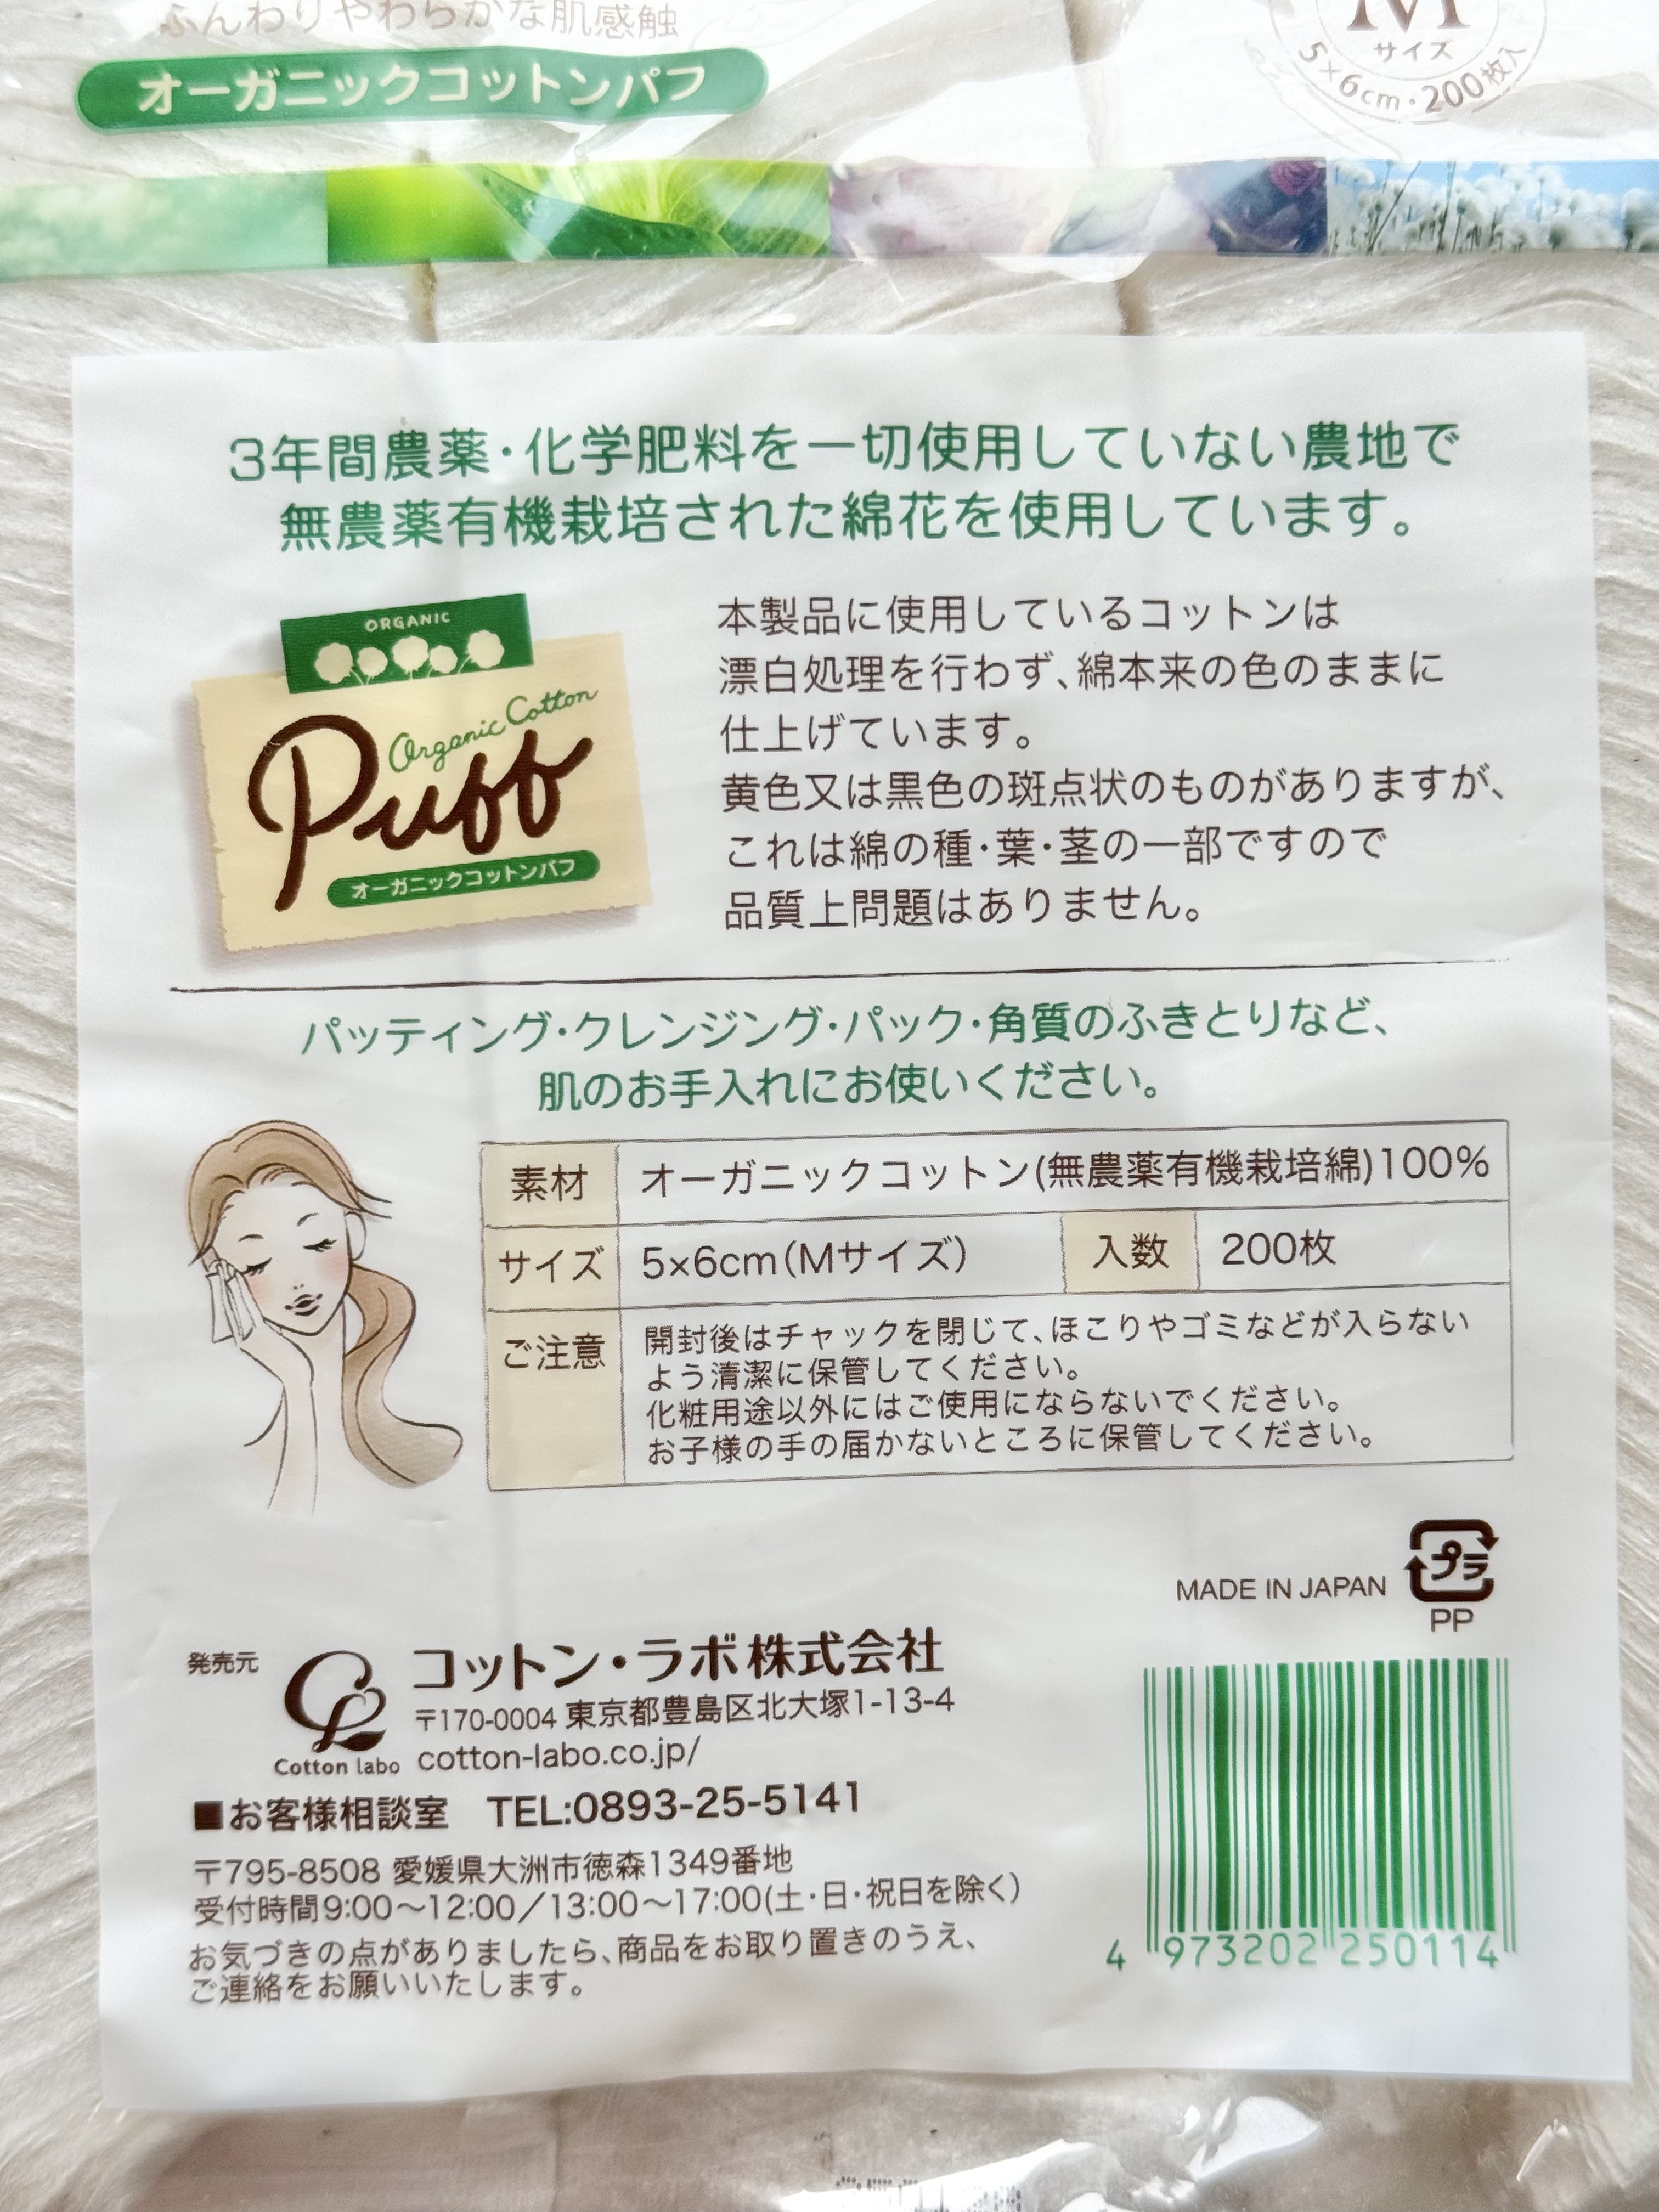 ふんわりやわらかな肌感触
オーガニックコットンパフ
M
サイズ
5×6cm・200枚入
3年間農薬・化学肥料を一切使用していない農地で
無農薬有機栽培された綿花を使用しています。
ORGANIC
Organic Cotton
Puff
オーガニックコットンパフ
本製品に使用しているコットンは
漂白処理を行わず、綿本来の色のままに
仕上げています。
黄色又は黒色の斑点状のものがありますが、
これは綿の種・葉・茎の一部ですので
品質上問題はありません。
パッティング・クレンジング・パック・角質のふきとりなど、
肌のお手入れにお使いください。
素材 オーガニックコットン(無農薬有機栽培綿)100%
サイズ 5×6cm(Mサイズ) 入数 200枚
ご注意 開封後はチャックを閉じて、ほこりやゴミなどが入らない
よう清潔に保管してください。
化粧用途以外にはご使用にならないでください。
お子様の手の届かないところに保管してください。
MADE IN JAPAN プラ
PP
発売元 コットン・ラボ株式会社
〒170-0004 東京都豊島区北大塚1-13-4
Cotton labo cotton-labo.co.jp/
■お客様相談室 TEL:0893-25-5141
〒795-8508 愛媛県大洲市徳森1349番地
受付時間9:00～12:00／13:00～17:00(土・日・祝日を除く)
お気づきの点がありましたら、商品をお取り置きのうえ、
ご連絡をお願いいたします。
4 973202 250114